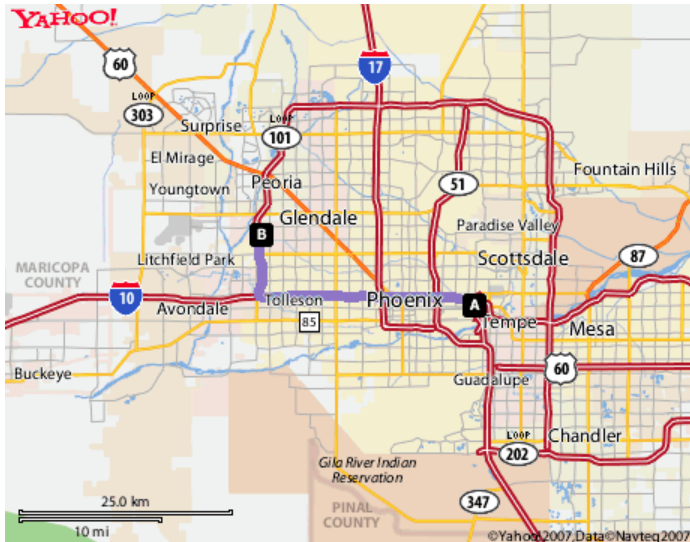 YAHOO!
60
17
LOOP
303
LOOP
101
Surprise
El Mirage
Peoria
Youngtown
51
Fountain Hills
Glendale
Paradise Valley
B
Scottsdale
87
Litchfield Park
MARICOPA
COUNTY
10
Avondale
Tolleson
Phoenix
A
85
Tempe
Mesa
Buckeye
Guadalupe
60
LOOP
202
Chandler
Gila River Indian
Reservation
347
25.0 km
10 mi
PINAL
COUNTY
©Yahoo! 2007, Data©Navteq 2007